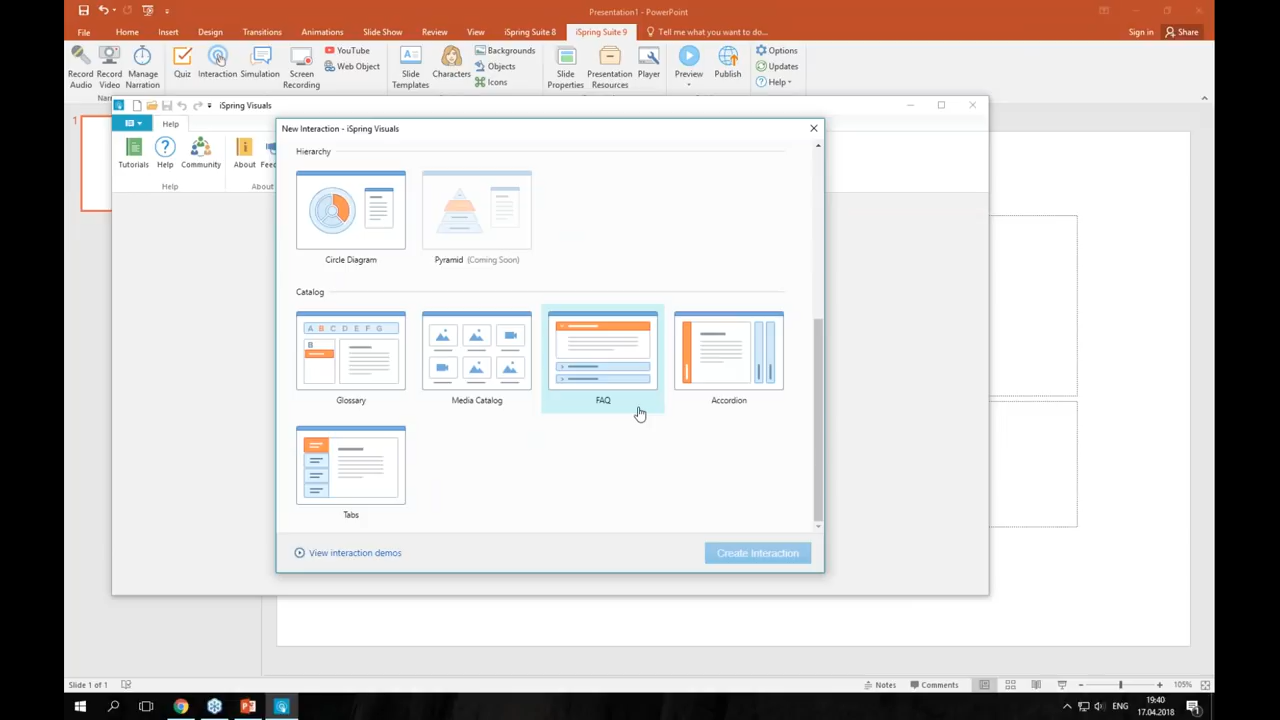 Presentation1 - PowerPoint
File Home Insert Design Transitions Animations Slide Show Review View iSpring Suite 8 iSpring Suite 9 Tell me what you want to do... Sign in Share
Record Audio
Record Video
Manage Narration
Quiz
Interaction
Simulation
Screen Recording
YouTube
Web Object
Slide Templates
Characters
Backgrounds
Objects
Icons
Slide Properties
Presentation Resources
Player
Preview
Publish
Options
Updates
Help
iSpring Visuals
Help
Tutorials Help Community About
Help
About
New Interaction - iSpring Visuals
1
Hierarchy
Circle Diagram
Pyramid (Coming Soon)
Catalog
A B C D E F G
B
Glossary
Media Catalog
FAQ
Accordion
Tabs
View interaction demos
Create Interaction
Slide 1 of 1
Notes Comments
105%
ENG
19:40
17.04.2018
1